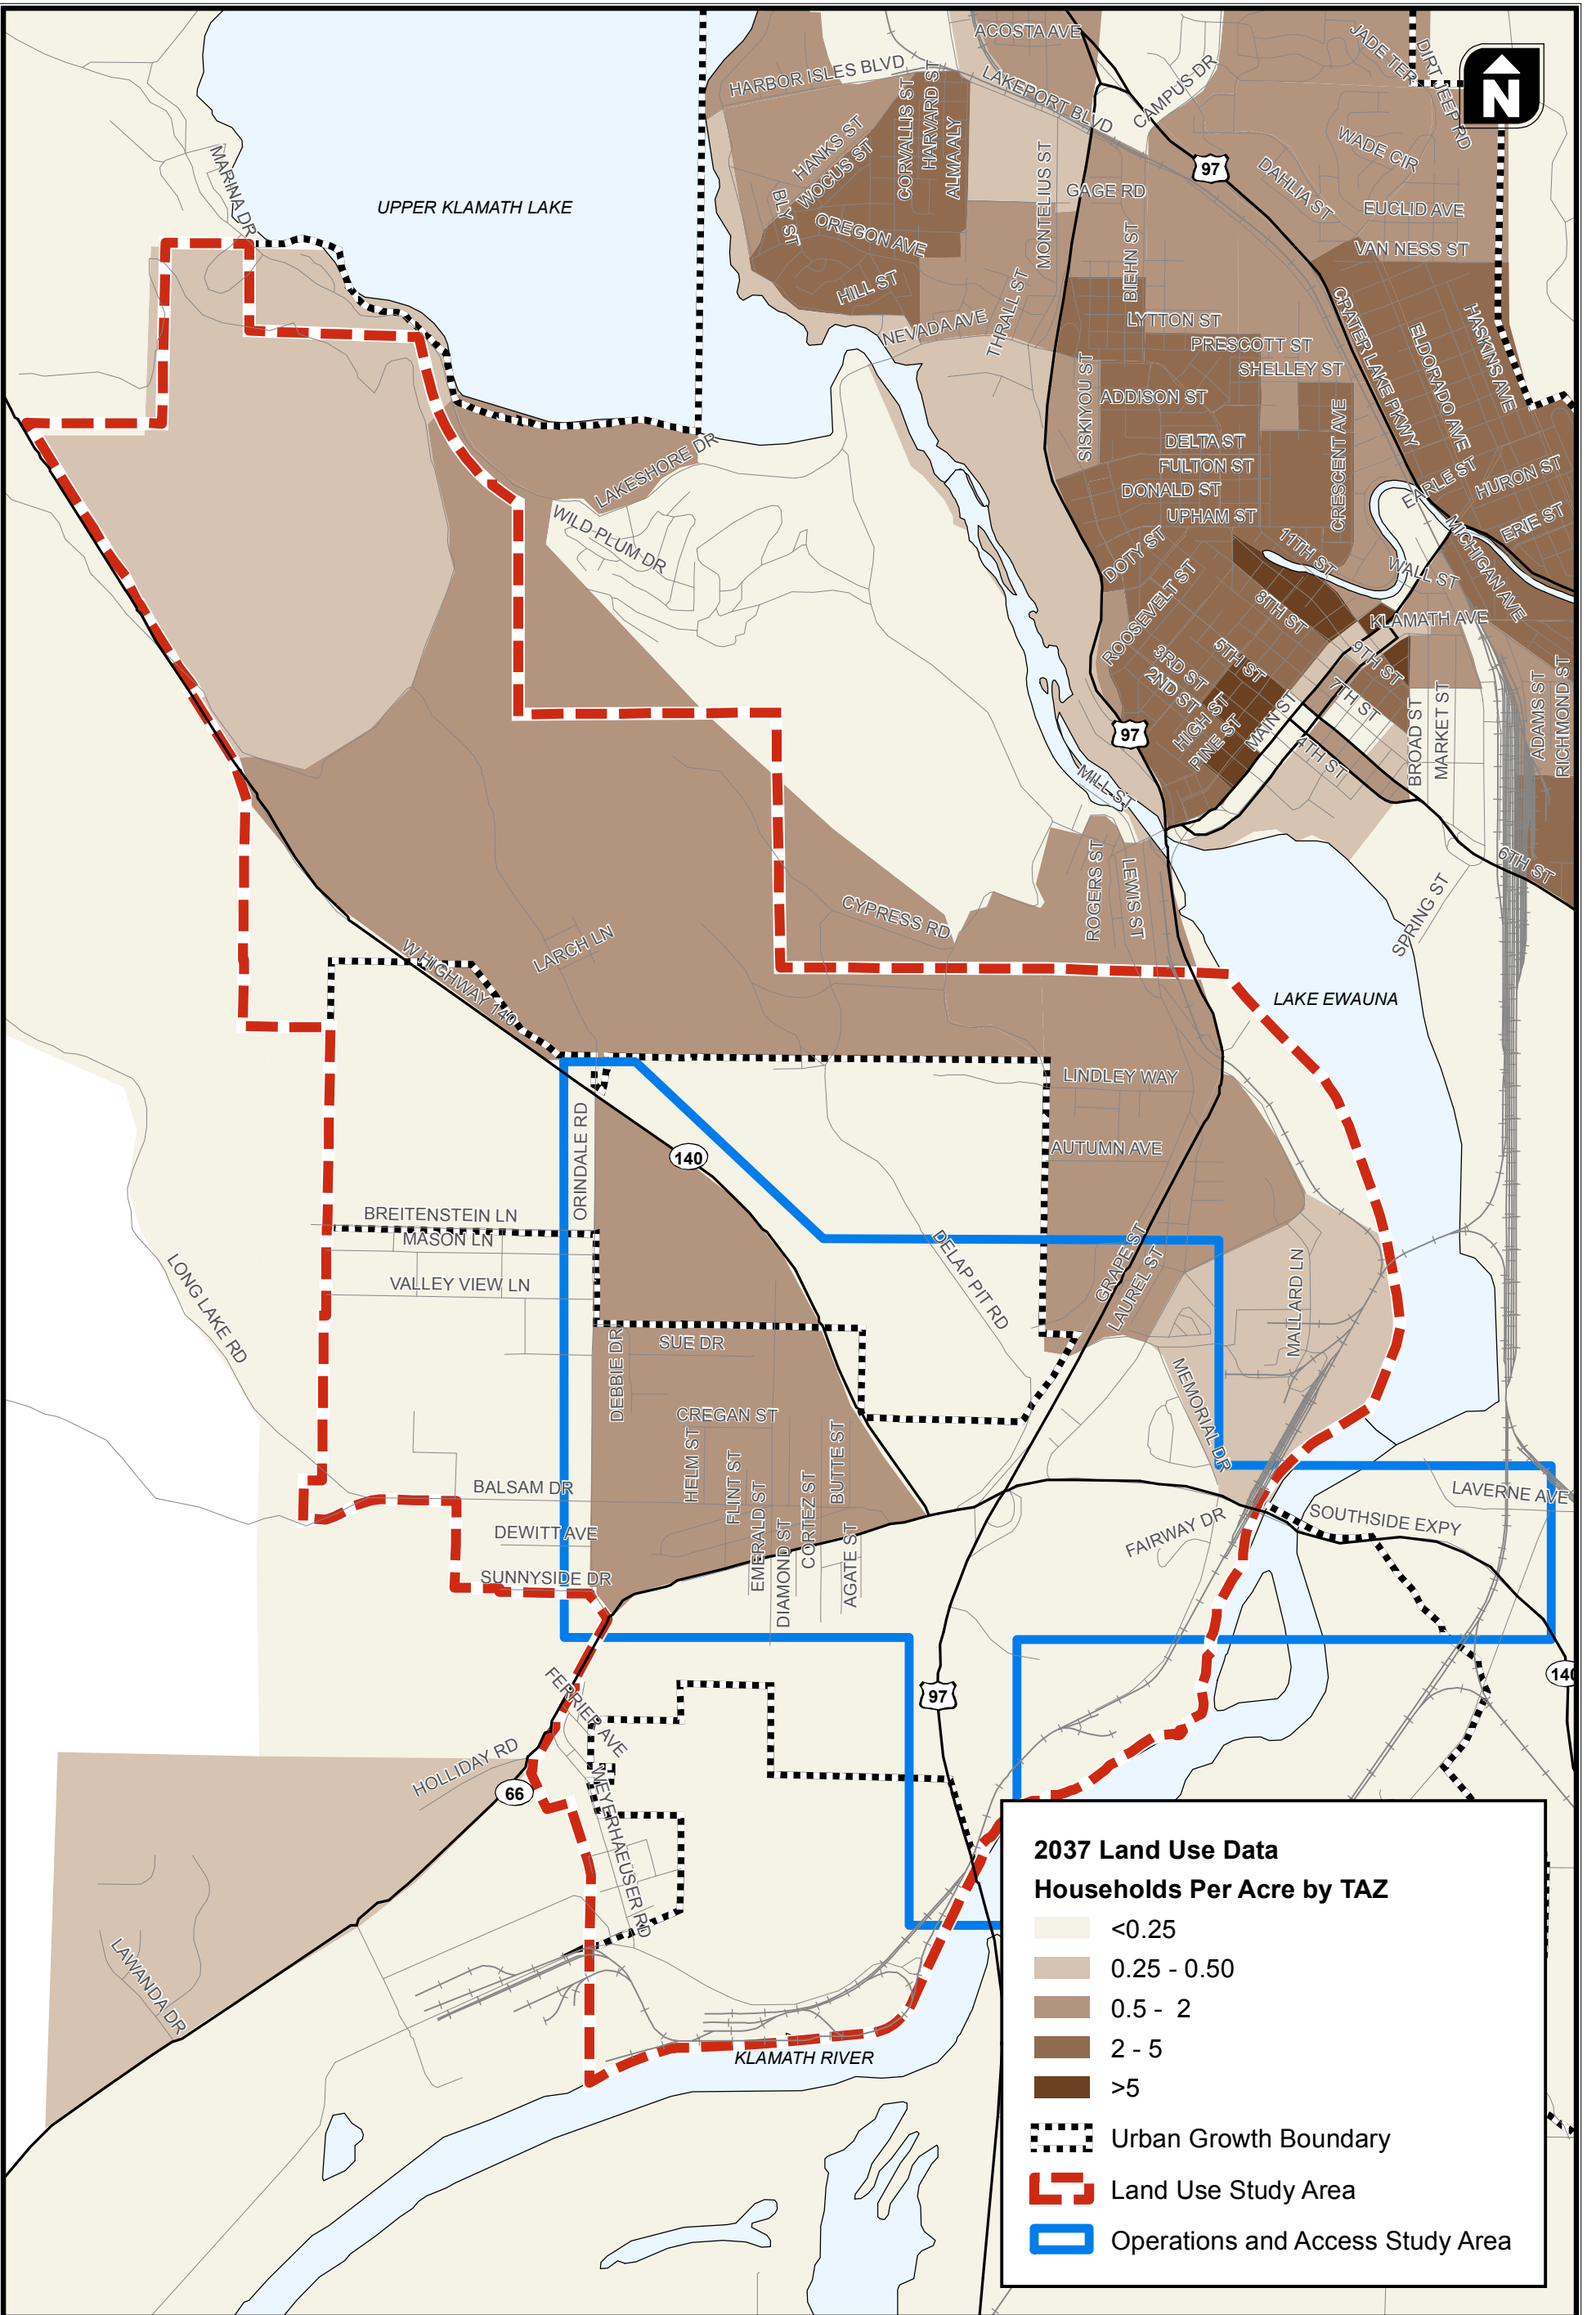 ACOSTA AVE
JADE TER
DIRT JEEP RD
N
HARBOR ISLES BLVD
LAKEPORT BLVD
CAMPUS DR
CORVALLIS ST
HARVARD ST
ALMA ALY
HANKS ST
WOCUS ST
WADE CIR
97
DAHLIA ST
MARINA DR
MONTELIUS ST
GAGE RD
EUCLID AVE
UPPER KLAMATH LAKE
BLY ST
OREGON AVE
BIEHN ST
VAN NESS ST
HILL ST
NEVADA AVE
THRALL ST
LYTTON ST
PRESCOTT ST
SHELLEY ST
CRATER LAKE PKWY
ELDORADO AVE
HASKINS AVE
SISKIYOU ST
ADDISON ST
DELTA ST
FULTON ST
DONALD ST
UPHAM ST
CRESCENT AVE
EARLE ST
HURON ST
ERIE ST
LAKESHORE DR
WILD PLUM DR
DOTY ST
11TH ST
WALL ST
MICHIGAN AVE
ROOSEVELT ST
8TH ST
KLAMATH AVE
3RD ST
2ND ST
5TH ST
9TH ST
7TH ST
HIGH ST
PINE ST
MAIN ST
4TH ST
BROAD ST
MARKET ST
ADAMS ST
RICHMOND ST
97
MILL ST
6TH ST
ROGERS ST
LEWIS ST
SPRING ST
CYPRESS RD
LARCH LN
W HIGHWAY 140
LAKE EWAUNA
LINDLEY WAY
AUTUMN AVE
ORINDALE RD
140
BREITENSTEIN LN
MASON LN
VALLEY VIEW LN
LONG LAKE RD
DELAP PIT RD
GRAPE ST
LAUREL ST
MALLARD LN
SUE DR
DEBBIE DR
MEMORIAL DR
CREGAN ST
HELM ST
FLINT ST
EMERALD ST
DIAMOND ST
CORTEZ ST
BUTTE ST
AGATE ST
BALSAM DR
DEWITT AVE
SUNNYSIDE DR
LAVERNE AVE
SOUTHSIDE EXPY
FAIRWAY DR
140
97
FERRIER AVE
HOLLIDAY RD
66
WEYERHAEUSER RD
LAWANDA DR
KLAMATH RIVER
2037 Land Use Data
Households Per Acre by TAZ
<0.25
0.25 - 0.50
0.5 - 2
2 - 5
>5
Urban Growth Boundary
Land Use Study Area
Operations and Access Study Area